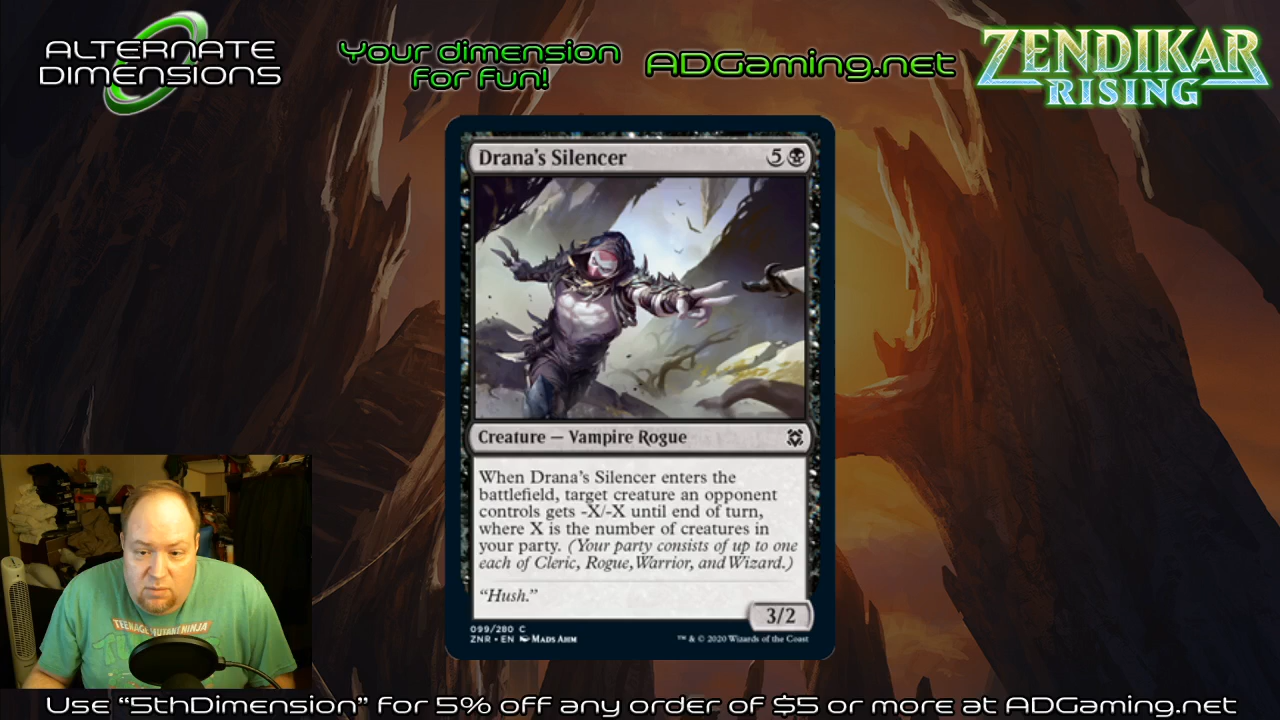 ALTERNATE
DIMENSIONS
Your dimension
for fun!
ADGaming.net
ZENDIKAR
RISING
Drana's Silencer
5
Creature — Vampire Rogue
When Drana's Silencer enters the
battlefield, target creature an opponent
controls gets -X/-X until end of turn,
where X is the number of creatures in
your party. (Your party consists of up to one
each of Cleric, Rogue, Warrior, and Wizard.)
"Hush."
3/2
099/280 C
ZNR • EN MADS AHM
™ & © 2020 Wizards of the Coast
TEENAGE MUTANT NINJA
Use "5thDimension" for 5% off any order of $5 or more at ADGaming.net